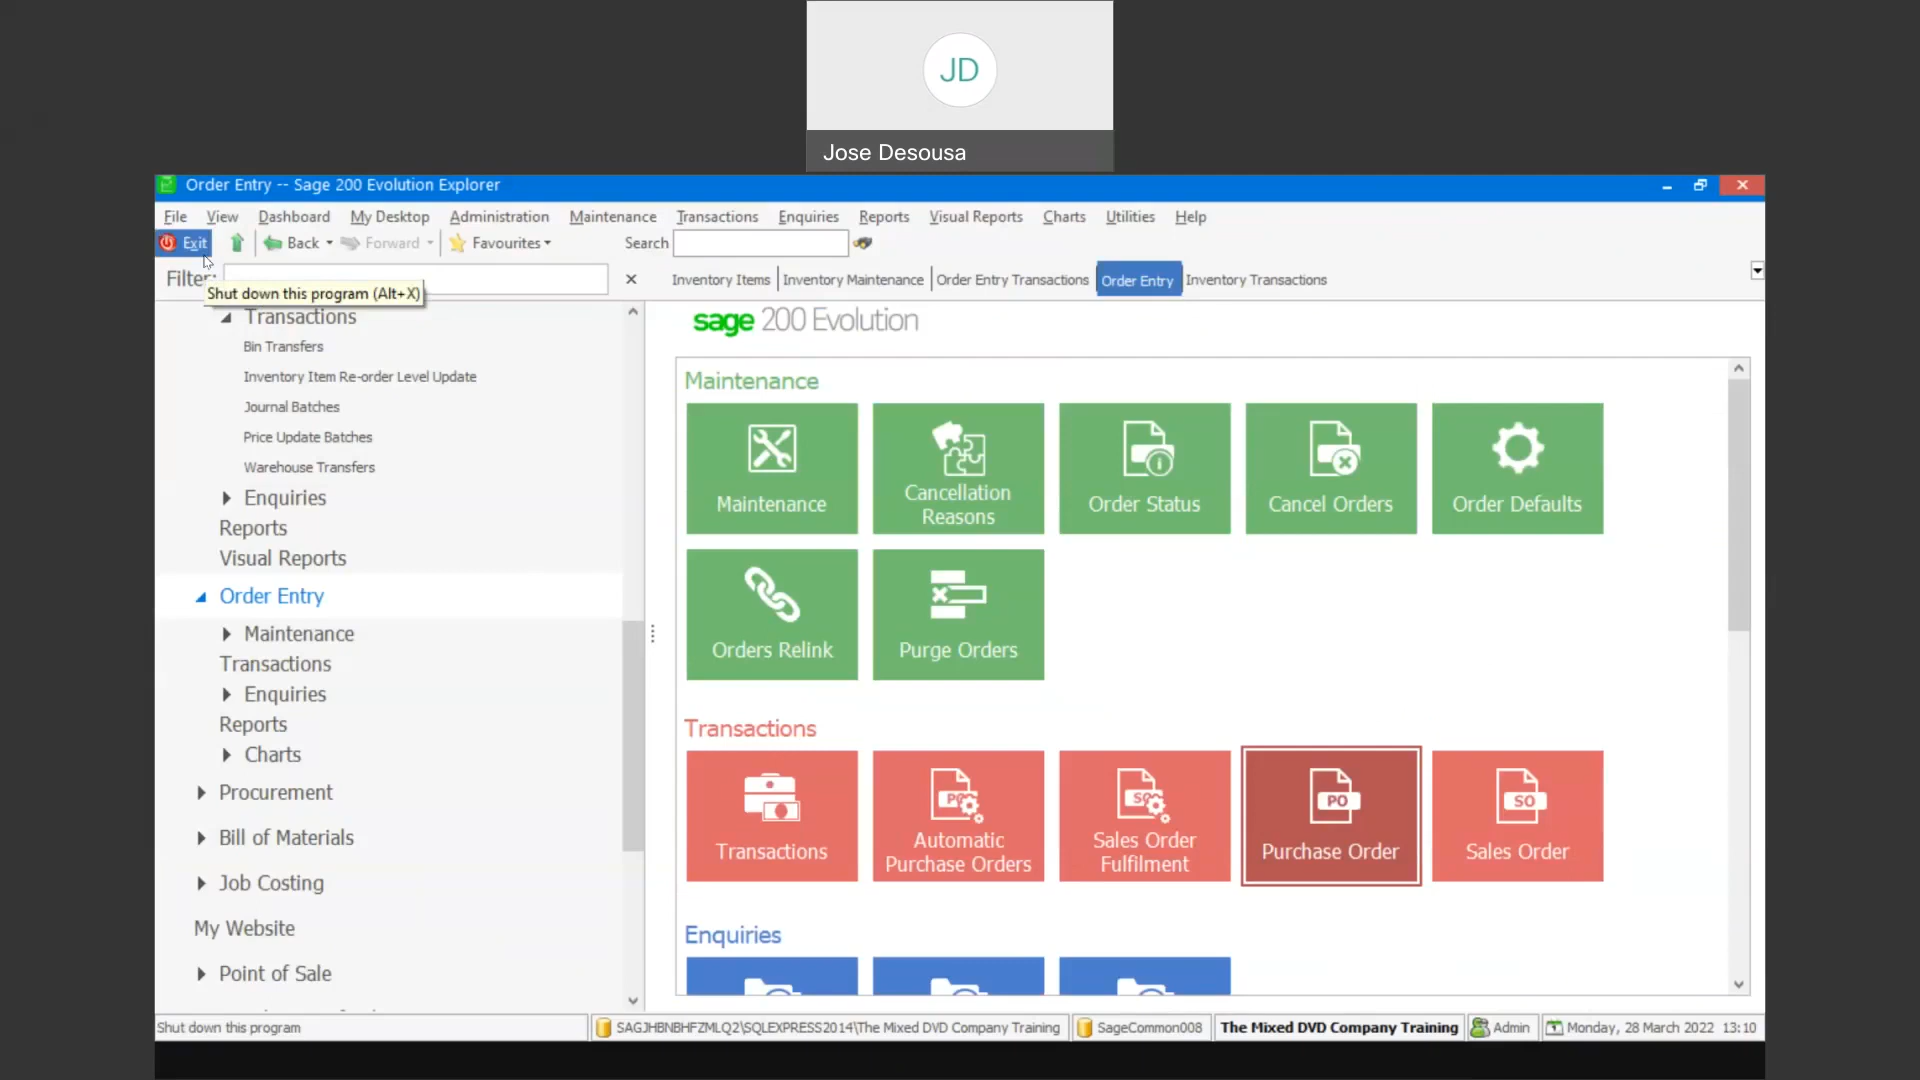 JD
Jose Desousa
Order Entry -- Sage 200 Evolution Explorer
File View Dashboard My Desktop Administration Maintenance Transactions Enquiries Reports Visual Reports Charts Utilities Help
Exit Back Forward Favourites Search
Filter:
Shut down this program (Alt+X)
Inventory Items Inventory Maintenance Order Entry Transactions Order Entry Inventory Transactions
Transactions
Bin Transfers
Inventory Item Re-order Level Update
Journal Batches
Price Update Batches
Warehouse Transfers
Enquiries
Reports
Visual Reports
Order Entry
Maintenance
Transactions
Enquiries
Reports
Charts
Procurement
Bill of Materials
Job Costing
My Website
Point of Sale
sage 200 Evolution
Maintenance
Maintenance
Cancellation
Reasons
Order Status
Cancel Orders
Order Defaults
Orders Relink
Purge Orders
Transactions
Transactions
PO
Automatic
Purchase Orders
SO
Sales Order
Fulfilment
PO
Purchase Order
SO
Sales Order
Enquiries
Shut down this program
SAGJHBNBHFZMLQ2\SQLEXPRESS2014\The Mixed DVD Company Training
SageCommon008
The Mixed DVD Company Training
Admin
Monday, 28 March 2022 13:10